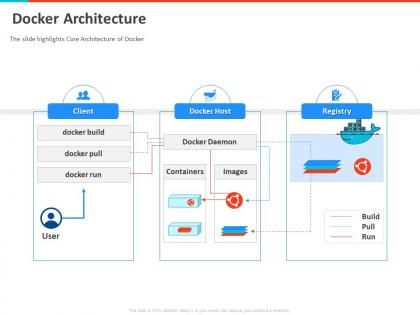 Docker Architecture
The slide highlights Core Architecture of Docker
Client
Docker Host
Registry
docker build
docker pull
docker run
User
Docker Daemon
Containers
Images
Build
Pull
Run
This slide is 100% editable. Adapt it to your needs and capture your audience's attention.